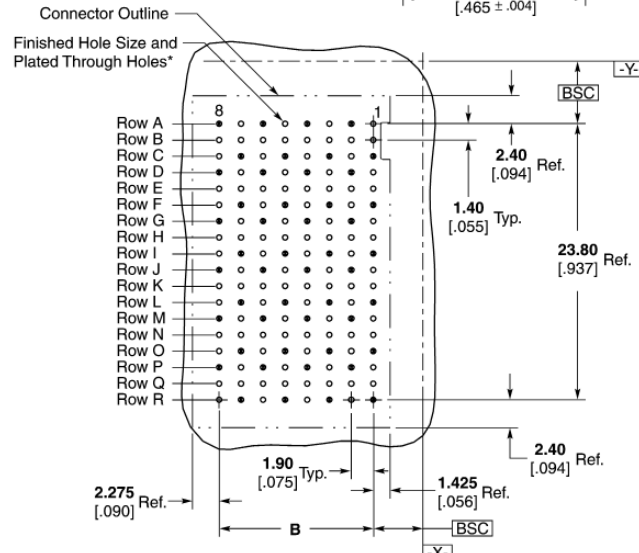 Connector Outline
[.465 ± .004]
Finished Hole Size and
Plated Through Holes*
-Y-
BSC
8
1
Row A
Row B
Row C
Row D
Row E
Row F
Row G
Row H
Row I
Row J
Row K
Row L
Row M
Row N
Row O
Row P
Row Q
Row R
2.40
[.094] Ref.
1.40
[.055] Typ.
23.80
[.937] Ref.
2.40
[.094] Ref.
1.90
[.075] Typ.
1.425
[.056] Ref.
2.275
[.090] Ref.
B
BSC
-X-